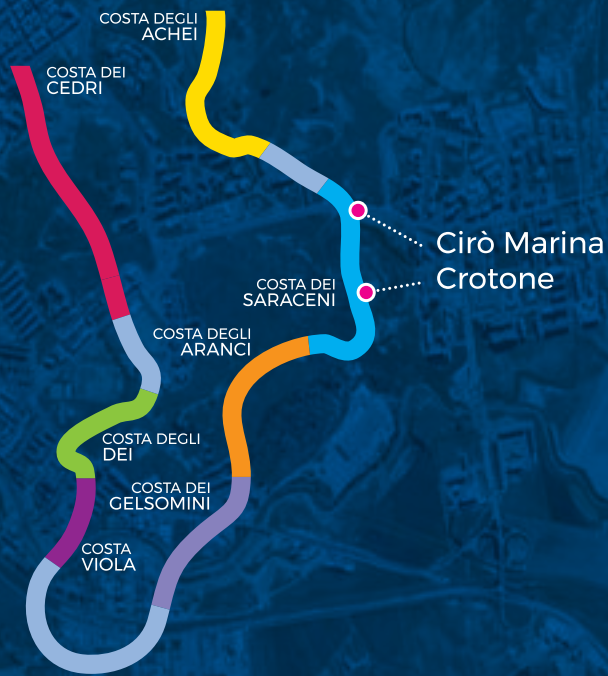 COSTA DEGLI
ACHEI
COSTA DEI
CEDRI
Cirò Marina
Crotone
COSTA DEI
SARACENI
COSTA DEGLI
ARANCI
COSTA DEGLI
DEI
COSTA DEI
GELSOMINI
COSTA
VIOLA